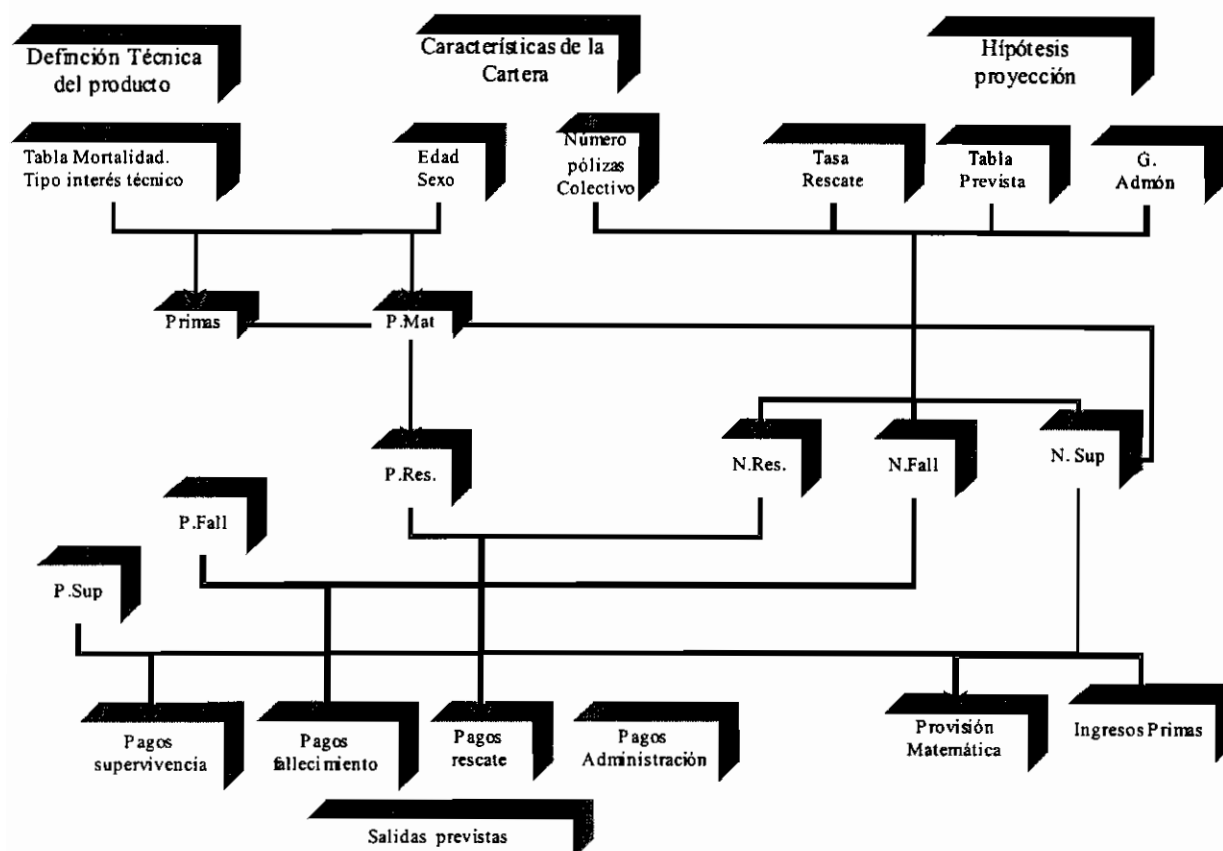 Definción Técnica
del producto
Características de la
Cartera
Hípótesis
proyección
Tabla Mortalidad.
Tipo interés técnico
Edad
Sexo
Número
pólizas
Colectivo
Tasa
Rescate
Tabla
Prevista
G.
Admón
Primas
P.Mat
P.Res.
N.Res.
N.Fall
N. Sup
P.Fall
P.Sup
Pagos
supervivencia
Pagos
fallecimiento
Pagos
rescate
Pagos
Administración
Provisión
Matemática
Ingresos Primas
Salidas previstas